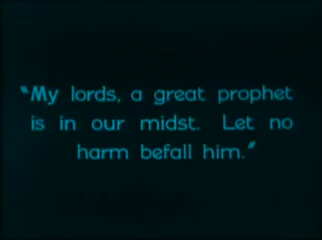 "My lords, a great prophet
is in our midst. Let no
harm befall him."